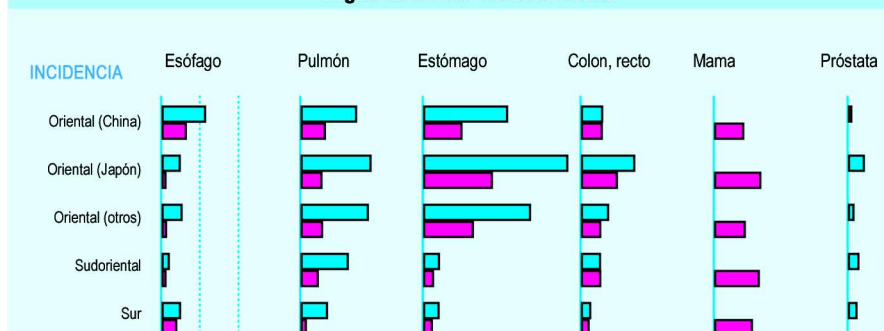 Esófago Pulmón Estómago Colon, recto Mama Próstata
INCIDENCIA
Oriental (China)
Oriental (Japón)
Oriental (otros)
Sudoriental
Sur